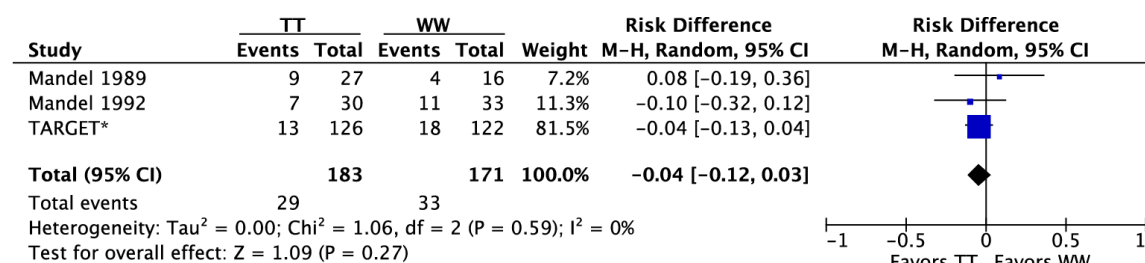 TT WW Risk Difference Risk Difference
Study Events Total Events Total Weight M-H, Random, 95% CI M-H, Random, 95% CI
Mandel 1989 9 27 4 16 7.2% 0.08 [-0.19, 0.36]
Mandel 1992 7 30 11 33 11.3% -0.10 [-0.32, 0.12]
TARGET* 13 126 18 122 81.5% -0.04 [-0.13, 0.04]
Total (95% CI) 183 171 100.0% -0.04 [-0.12, 0.03]
Total events 29 33
Heterogeneity: Tau² = 0.00; Chi² = 1.06, df = 2 (P = 0.59); I² = 0%
Test for overall effect: Z = 1.09 (P = 0.27)
-1 -0.5 0 0.5 1
Favors TT Favors WW